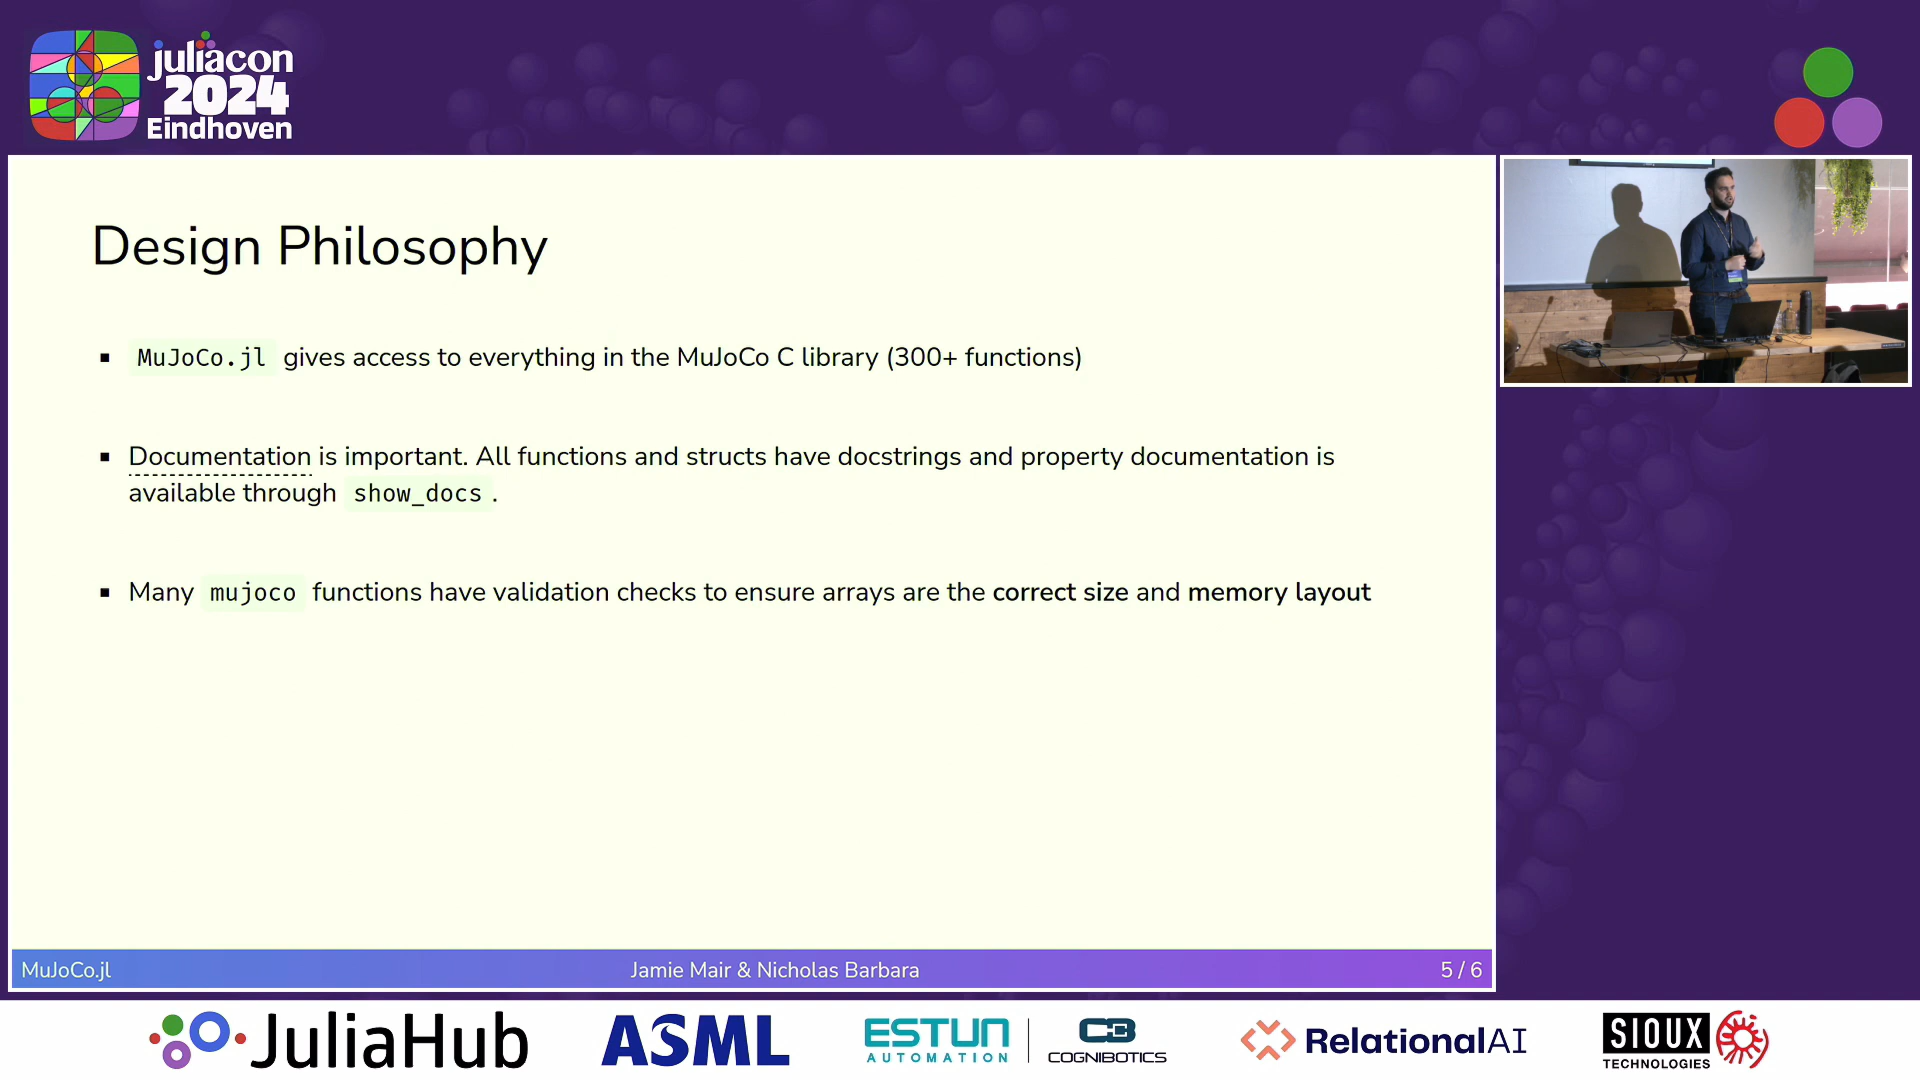 juliacon
2024
Eindhoven
Design Philosophy
▪ MuJoCo.jl gives access to everything in the MuJoCo C library (300+ functions)
▪ Documentation is important. All functions and structs have docstrings and property documentation is
available through show_docs .
▪ Many mujoco functions have validation checks to ensure arrays are the correct size and memory layout
MuJoCo.jl
Jamie Mair & Nicholas Barbara
5 / 6
JuliaHub
ASML
ESTUN
AUTOMATION
COGNIBOTICS
RelationalAI
SIOUX
TECHNOLOGIES